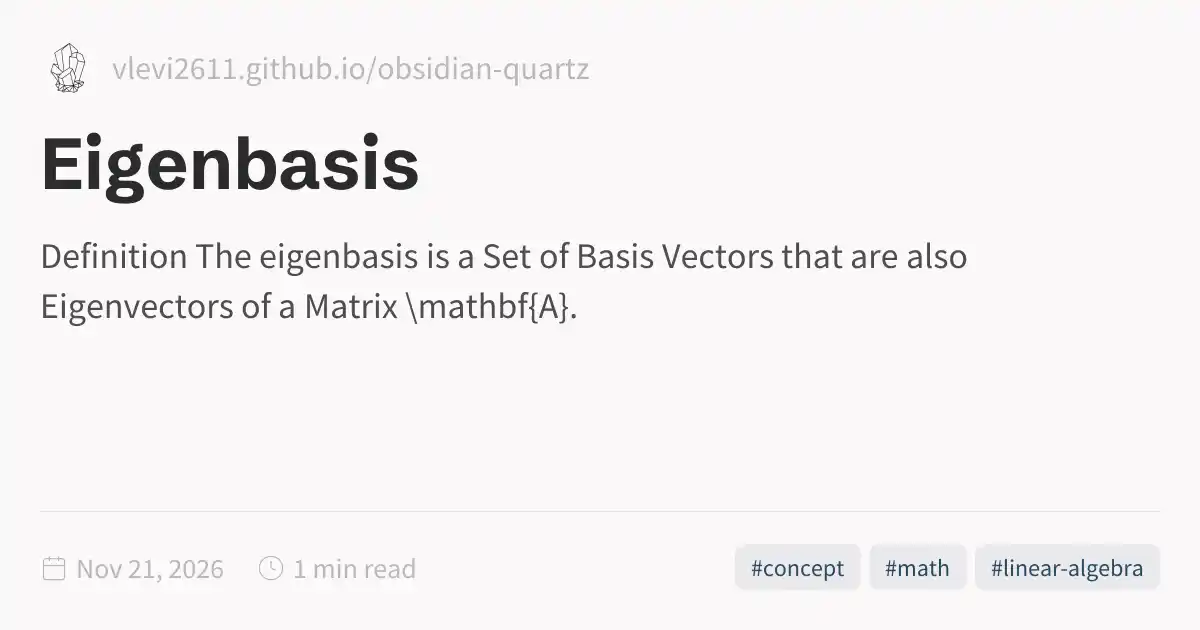 vlevi2611.github.io/obsidian-quartz
Eigenbasis
Definition The eigenbasis is a Set of Basis Vectors that are also
Eigenvectors of a Matrix \mathbf{A}.
Nov 21, 2026 1 min read #concept #math #linear-algebra